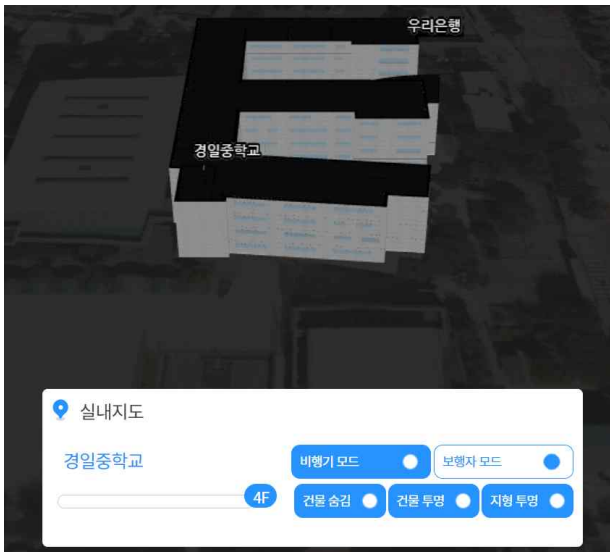 우리은행
경일중학교
실내지도
경일중학교
비행기 모드
보행자 모드
4F
건물 숨김
건물 투명
지형 투명